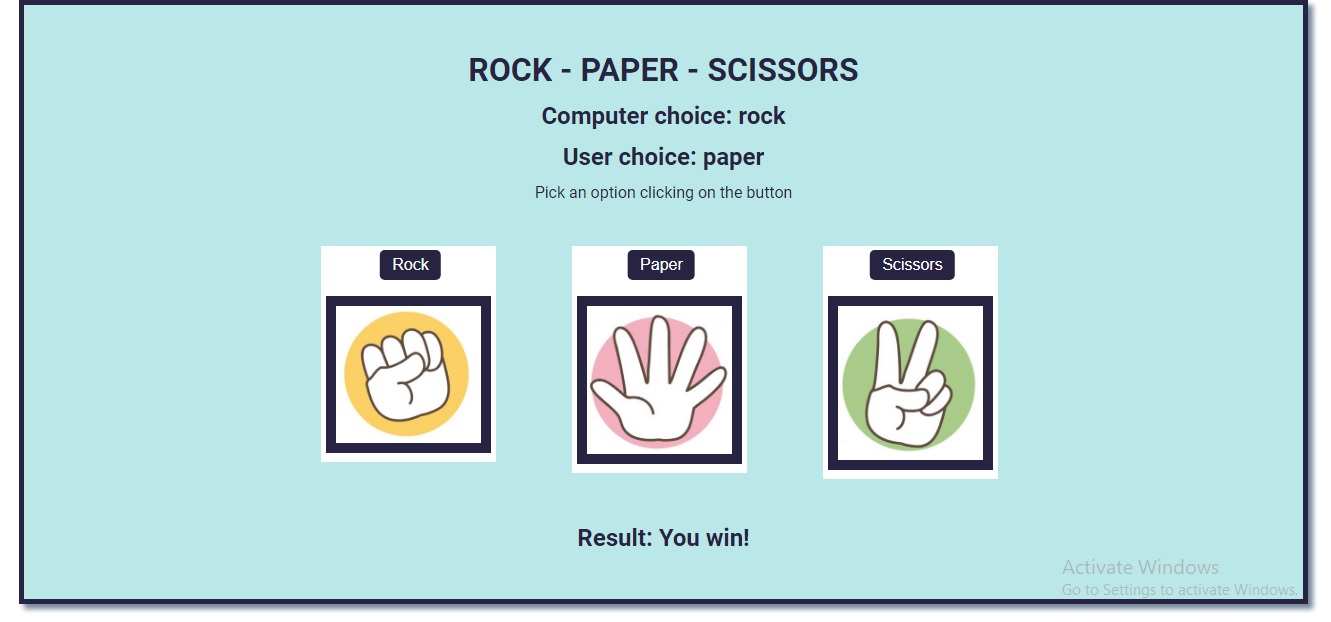 ROCK - PAPER - SCISSORS
Computer choice: rock
User choice: paper
Pick an option clicking on the button
Rock
Paper
Scissors
Result: You win!
Activate Windows
Go to Settings to activate Windows.